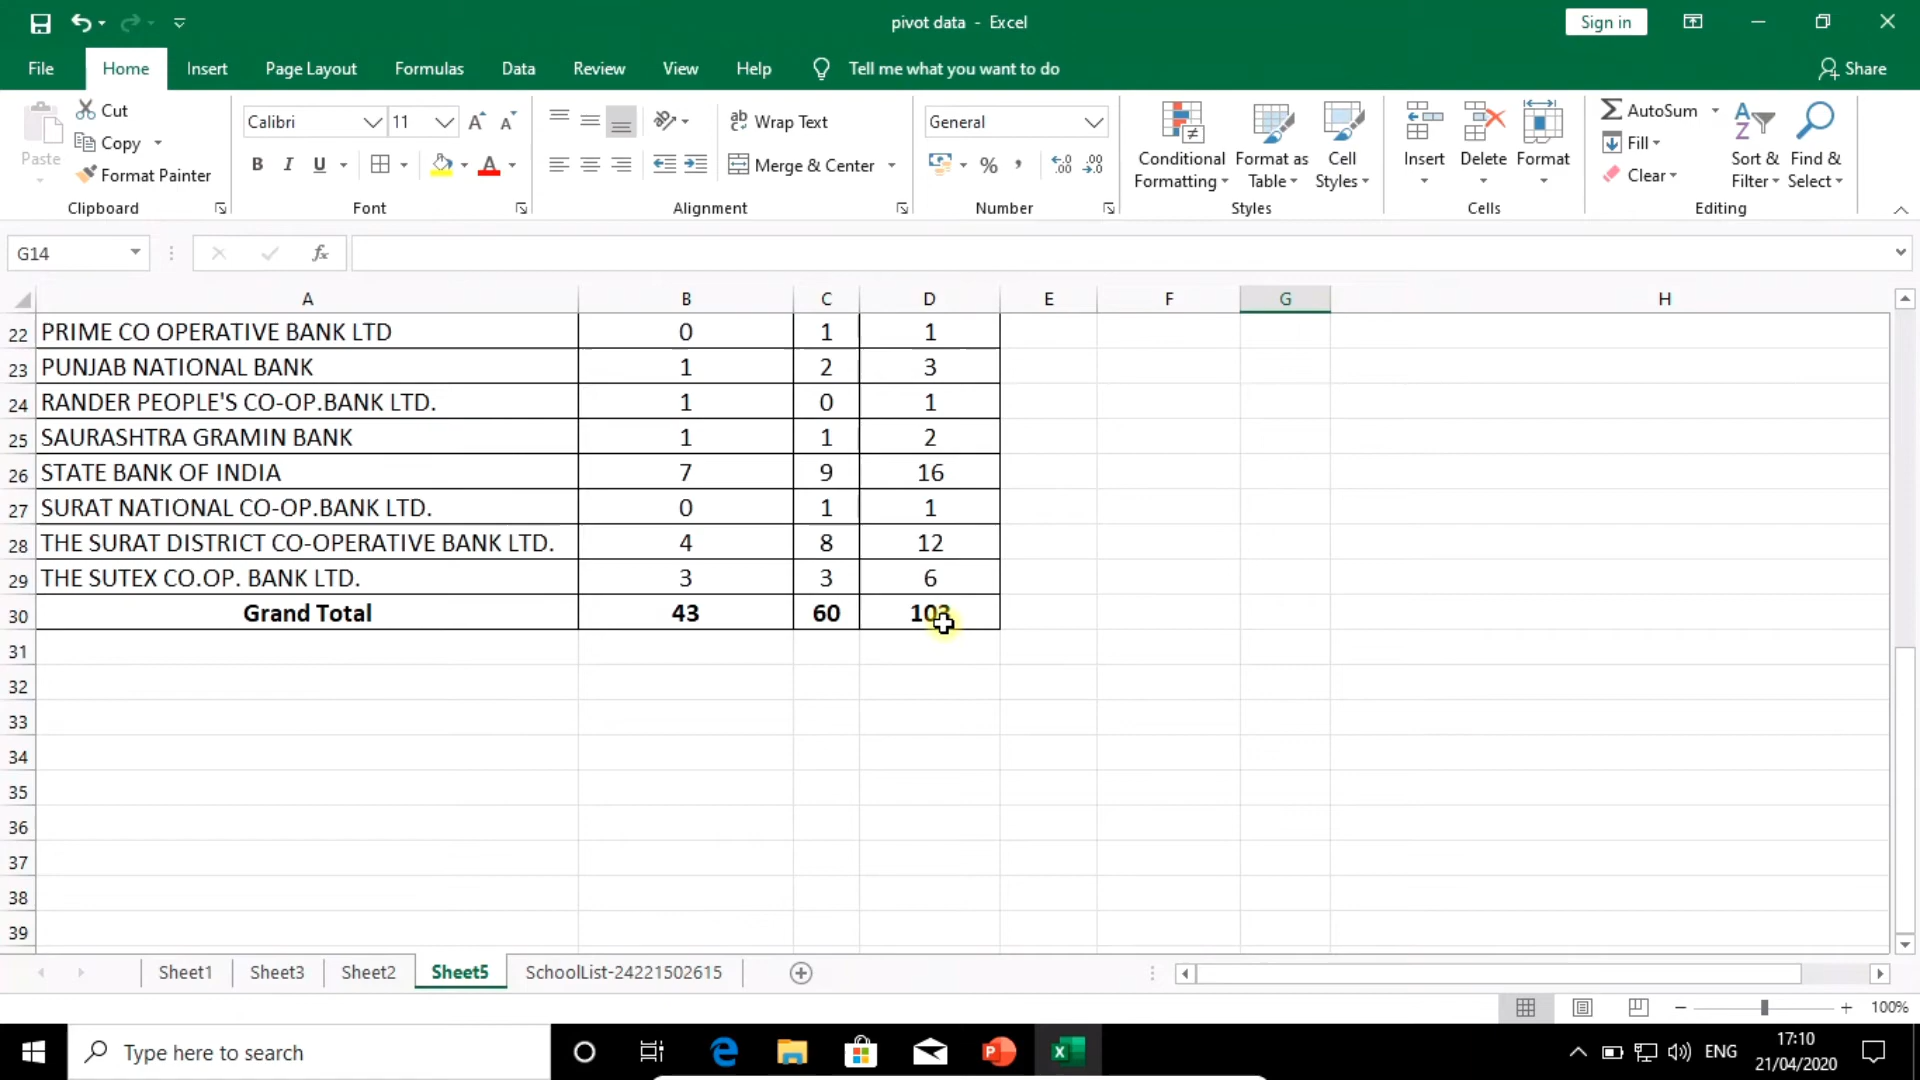 pivot data - Excel
Sign in
File Home Insert Page Layout Formulas Data Review View Help Tell me what you want to do Share
Paste
Cut
Copy
Format Painter
Clipboard
Calibri 11
B I U
Font
Wrap Text
Merge & Center
Alignment
General
Number
Conditional Formatting
Format as Table
Cell Styles
Styles
Insert
Delete
Format
Cells
AutoSum
Fill
Clear
Sort & Filter
Find & Select
Editing
G14
fx
A B C D E F G H
22 PRIME CO OPERATIVE BANK LTD 0 1 1
23 PUNJAB NATIONAL BANK 1 2 3
24 RANDER PEOPLE'S CO-OP.BANK LTD. 1 0 1
25 SAURASHTRA GRAMIN BANK 1 1 2
26 STATE BANK OF INDIA 7 9 16
27 SURAT NATIONAL CO-OP.BANK LTD. 0 1 1
28 THE SURAT DISTRICT CO-OPERATIVE BANK LTD. 4 8 12
29 THE SUTEX CO.OP. BANK LTD. 3 3 6
30 Grand Total 43 60 103
31
32
33
34
35
36
37
38
39
Sheet1 Sheet3 Sheet2 Sheet5 SchoolList-24221502615
100%
Type here to search
ENG
17:10
21/04/2020